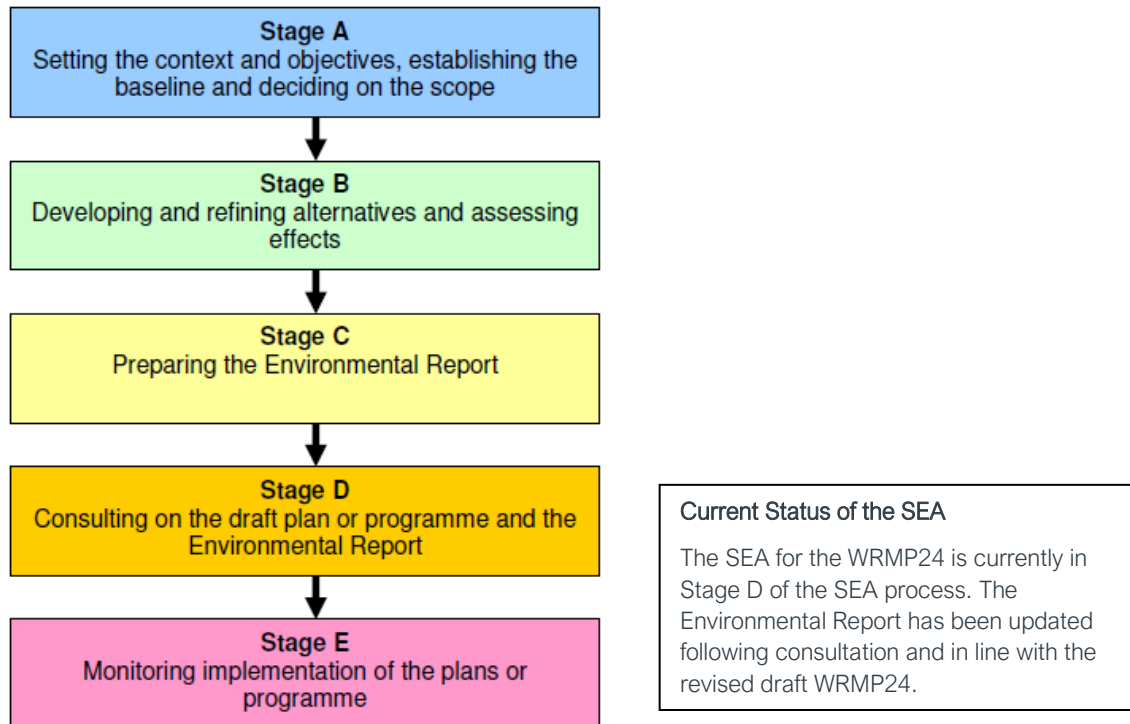 Stage A
Setting the context and objectives, establishing the
baseline and deciding on the scope
Stage B
Developing and refining alternatives and assessing
effects
Stage C
Preparing the Environmental Report
Stage D
Consulting on the draft plan or programme and the
Environmental Report
Stage E
Monitoring implementation of the plans or
programme
Current Status of the SEA
The SEA for the WRMP24 is currently in
Stage D of the SEA process. The
Environmental Report has been updated
following consultation and in line with the
revised draft WRMP24.